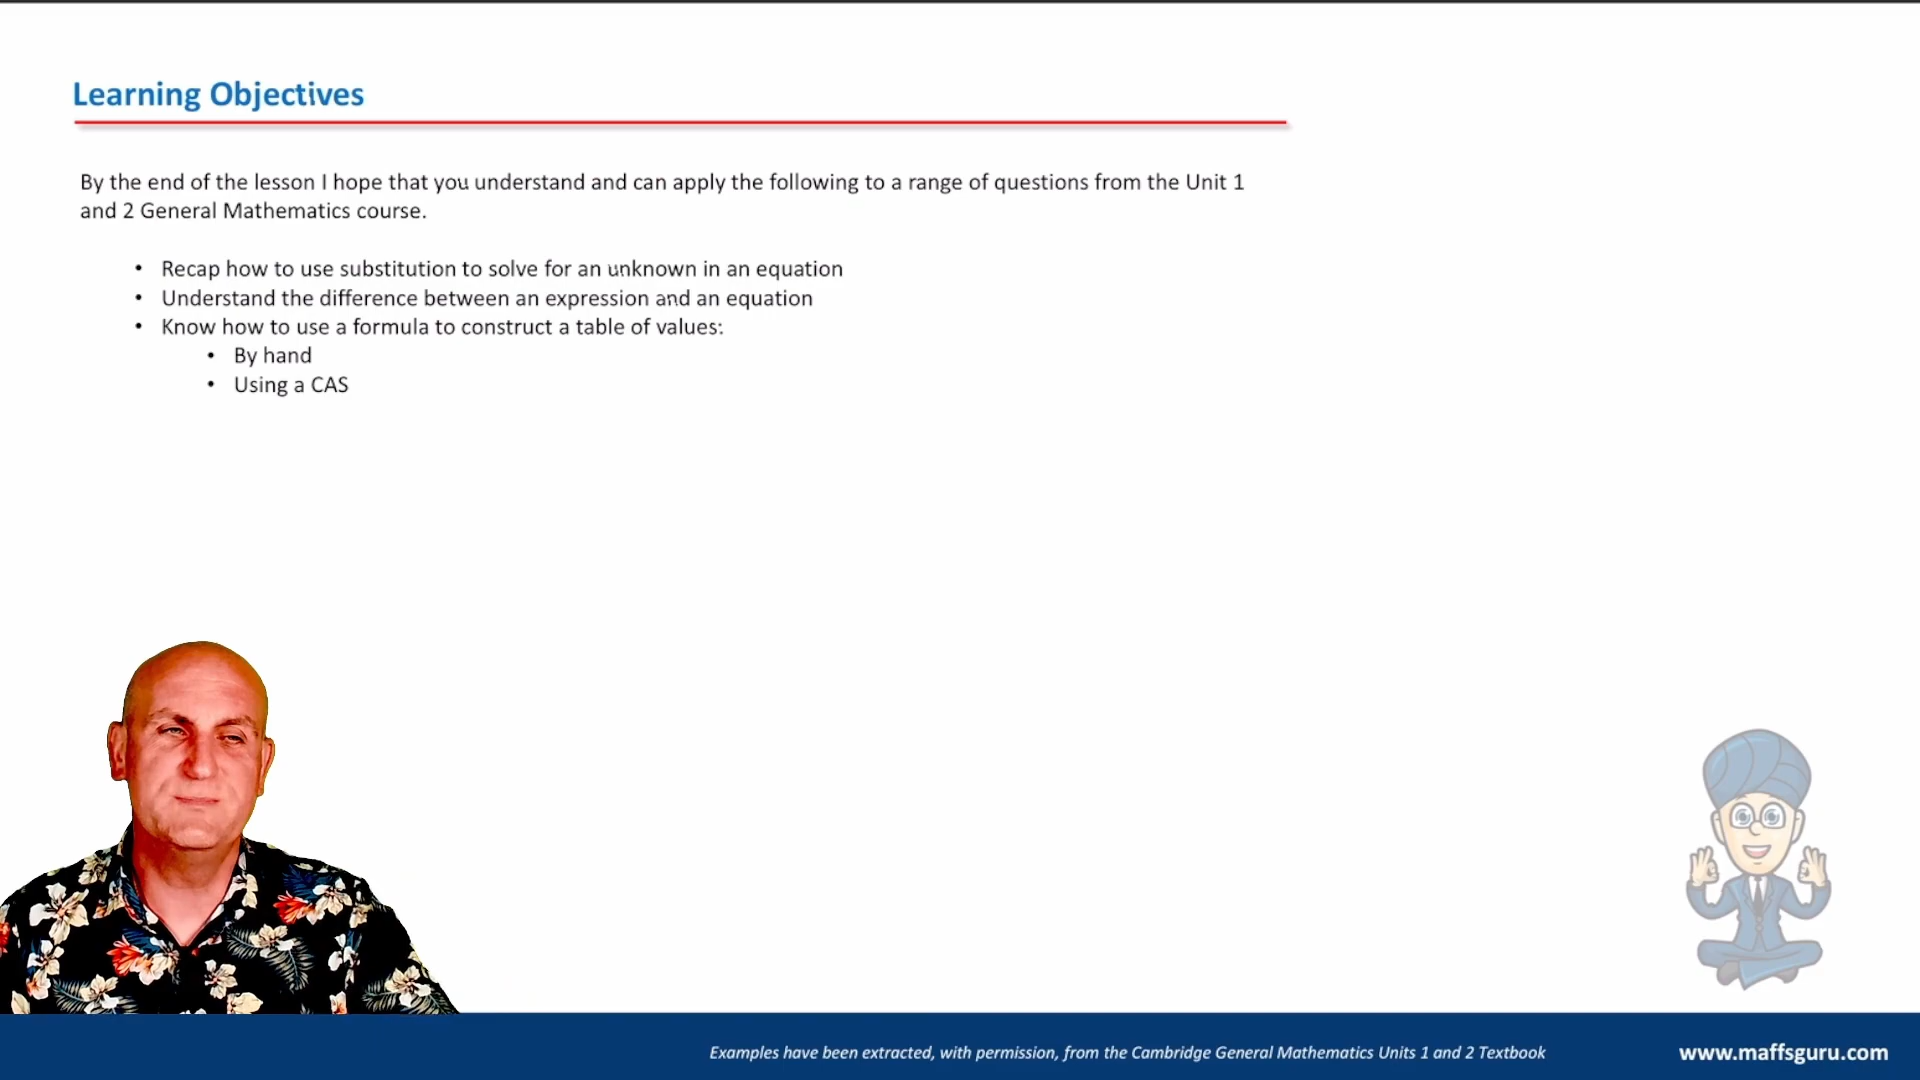 Learning Objectives
By the end of the lesson I hope that you understand and can apply the following to a range of questions from the Unit 1
and 2 General Mathematics course.
• Recap how to use substitution to solve for an unknown in an equation
• Understand the difference between an expression and an equation
• Know how to use a formula to construct a table of values:
• By hand
• Using a CAS
Examples have been extracted, with permission, from the Cambridge General Mathematics Units 1 and 2 Textbook
www.maffsguru.com